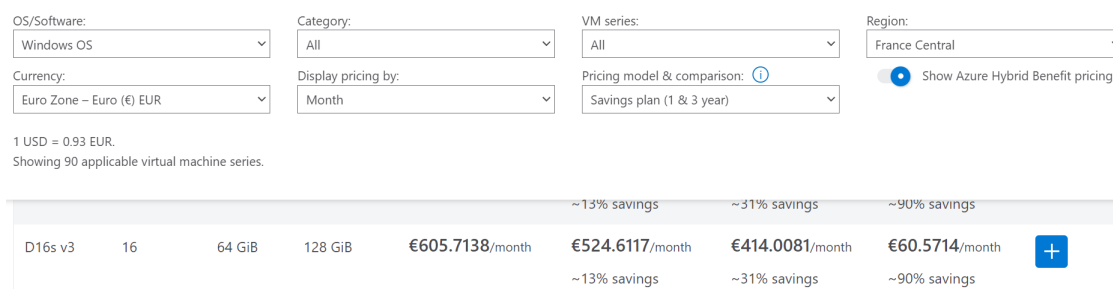 OS/Software: Category: VM series: Region:
Windows OS All All France Central
Currency: Display pricing by: Pricing model & comparison: Show Azure Hybrid Benefit pricing
Euro Zone – Euro (€) EUR Month Savings plan (1 & 3 year)
1 USD = 0.93 EUR.
Showing 90 applicable virtual machine series.
~13% savings ~31% savings ~90% savings
D16s v3 16 64 GiB 128 GiB €605.7138/month €524.6117/month €414.0081/month €60.5714/month +
~13% savings ~31% savings ~90% savings